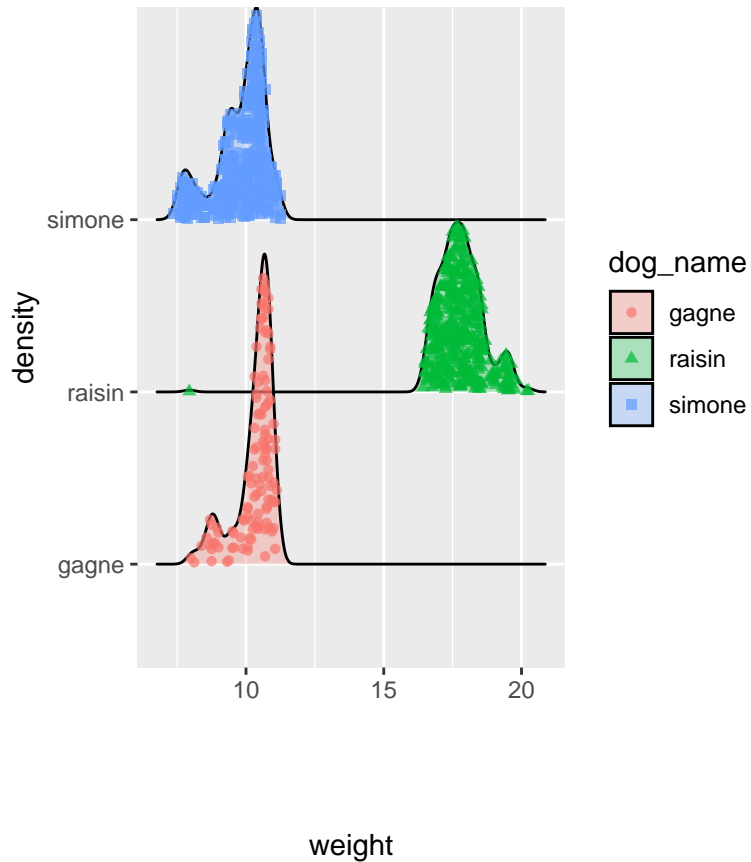 density
simone
raisin
gagne
10 15 20
weight
dog_name
gagne
raisin
simone